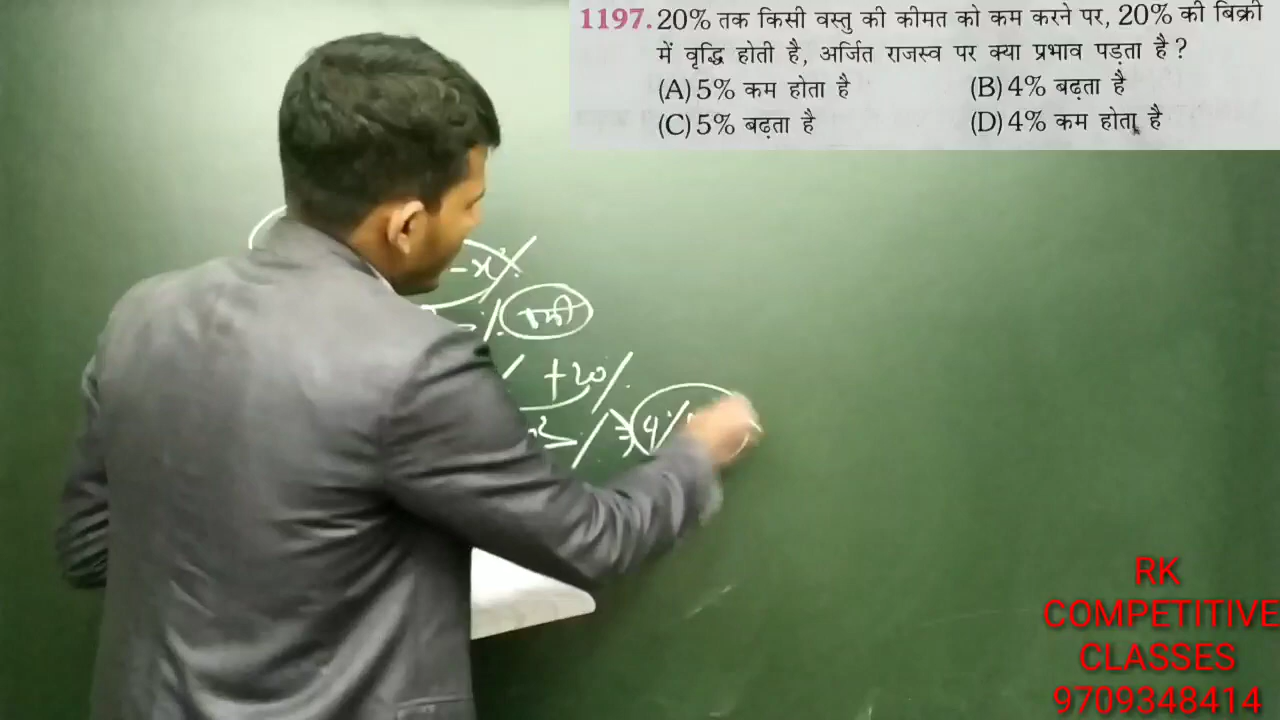 1197. 20% तक किसी वस्तु की कीमत को कम करने पर, 20% की बिक्री
में वृद्धि होती है, अर्जित राजस्व पर क्या प्रभाव पड़ता है ?
(A) 5% कम होता है (B) 4% बढ़ता है
(C) 5% बढ़ता है (D) 4% कम होता है
कमी
+20%
4%
RK
COMPETITIVE
CLASSES
9709348414